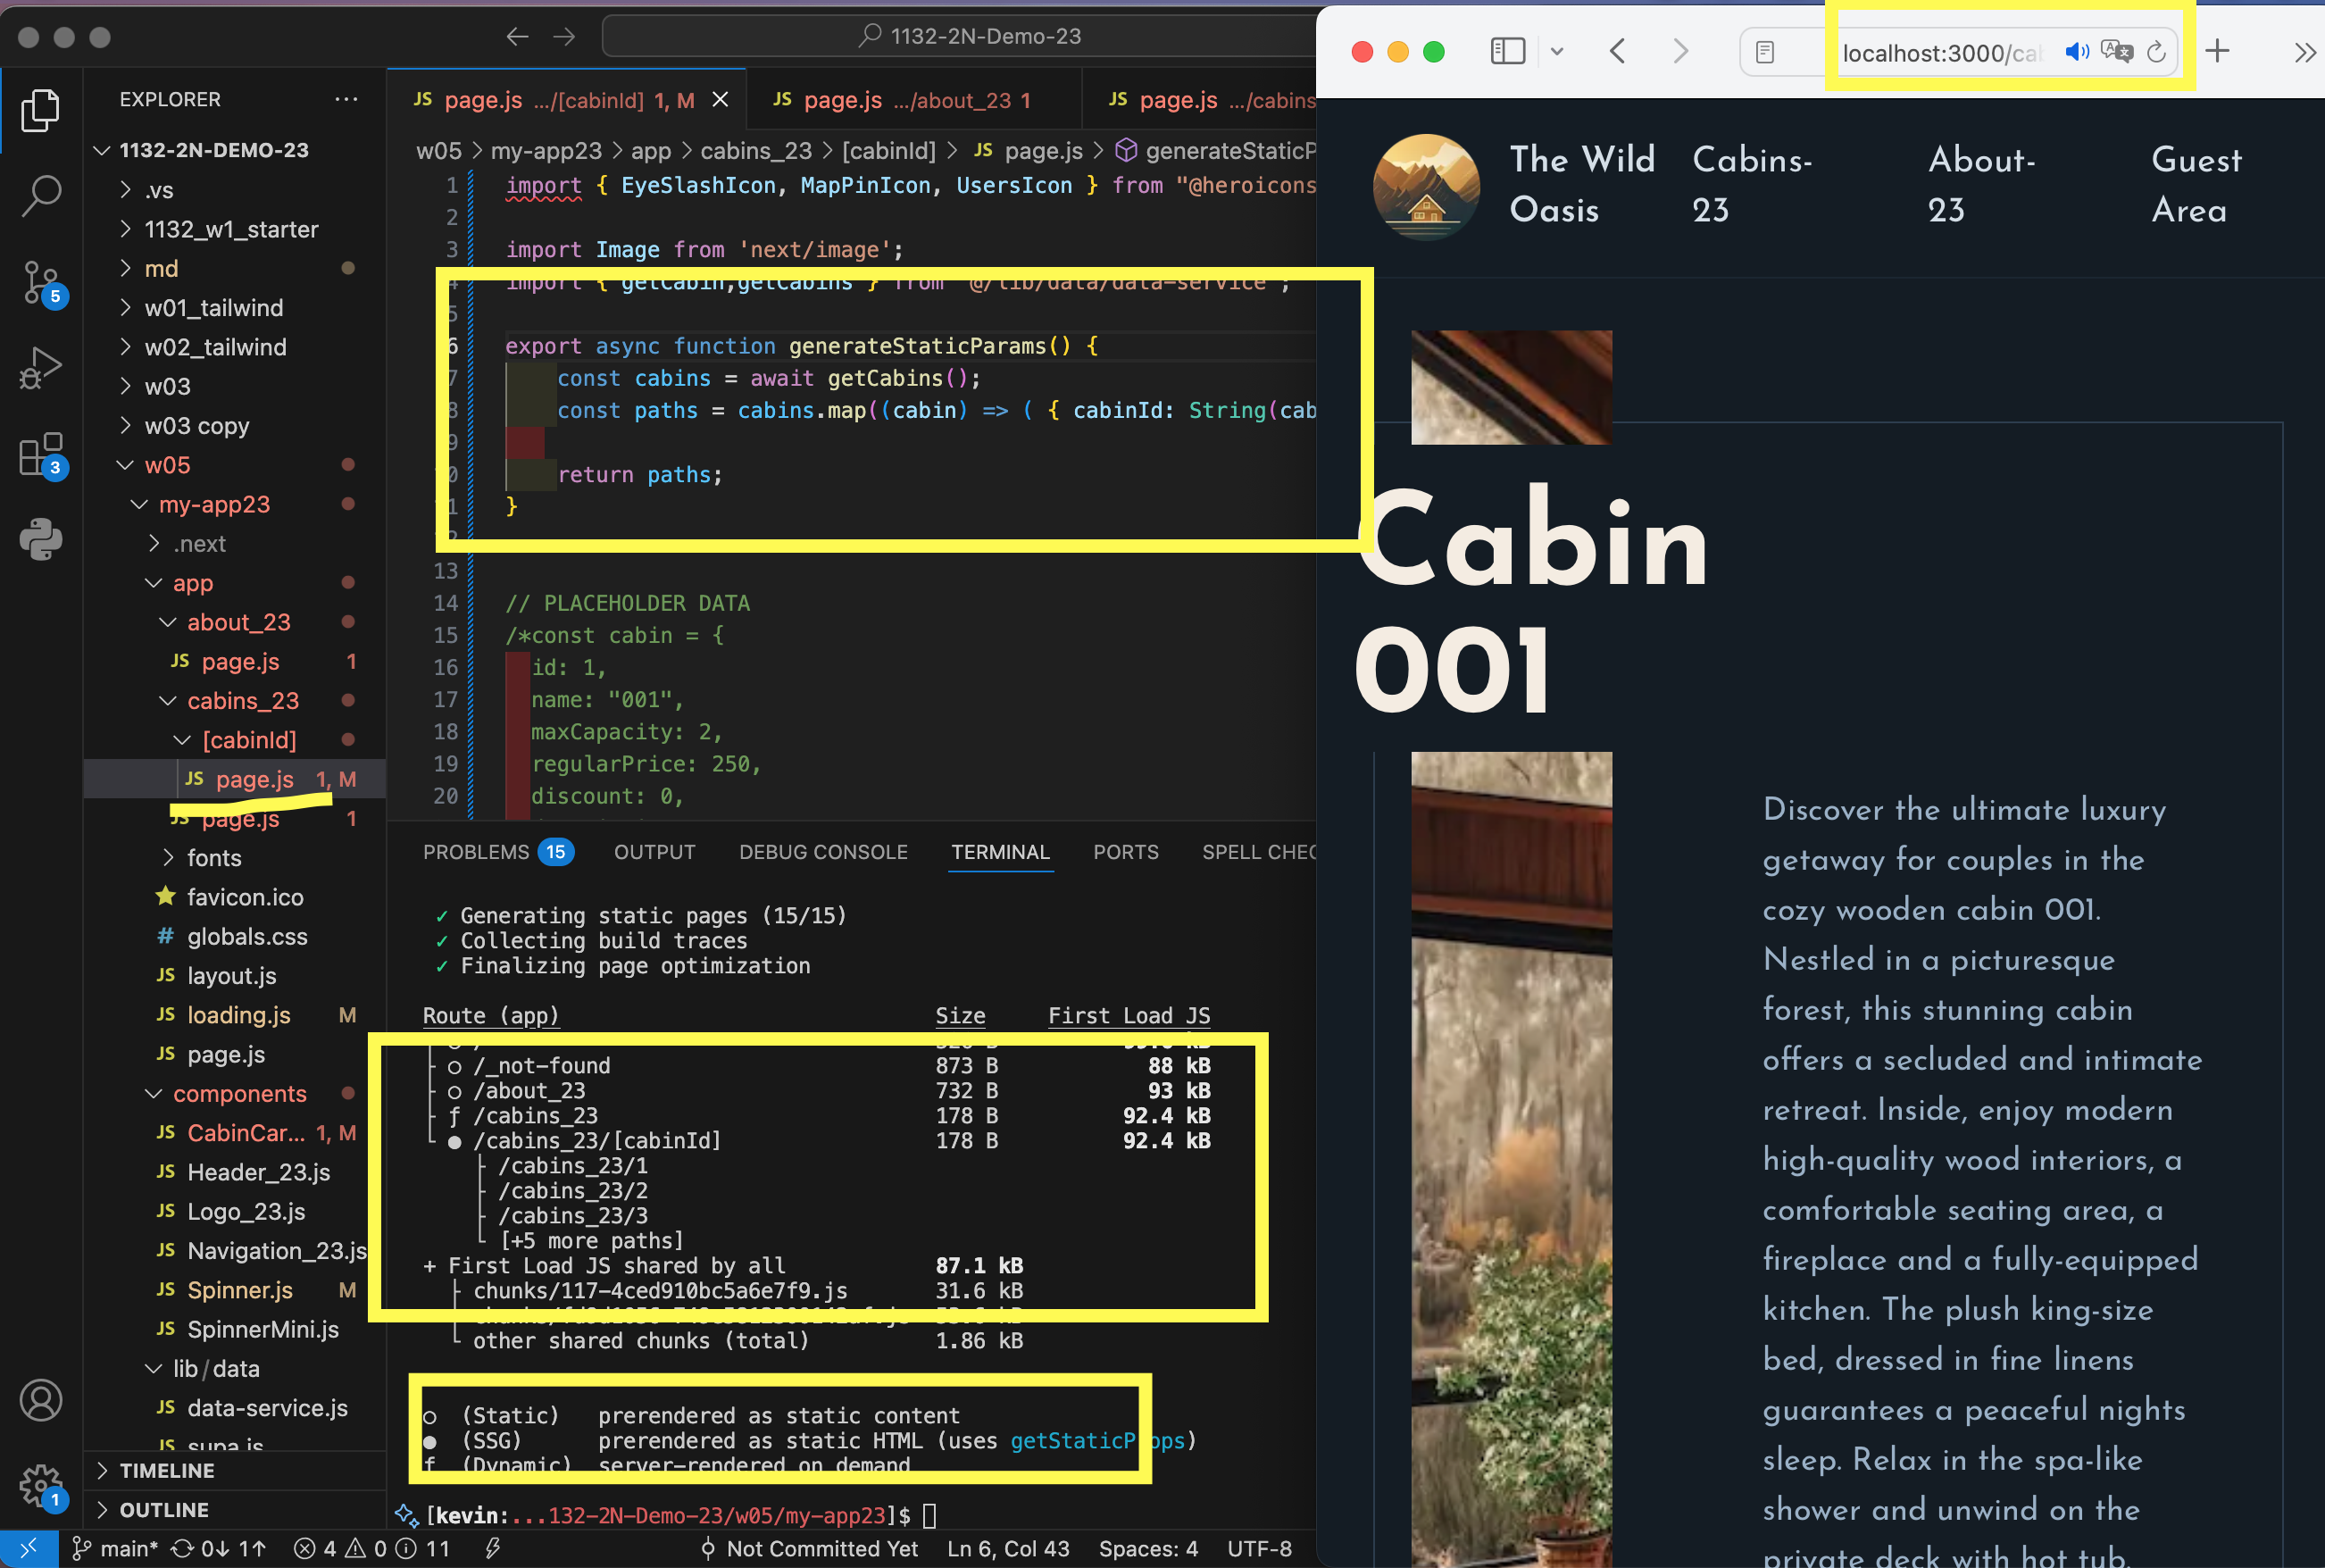 1132-2N-Demo-23
EXPLORER
1132-2N-DEMO-23
.vs
1132_w1_starter
md
w01_tailwind
w02_tailwind
w03
w03 copy
w05
my-app23
.next
app
about_23
JS page.js 1
cabins_23
[cabinId]
JS page.js 1, M
JS page.js 1
fonts
favicon.ico
# globals.css
JS layout.js
JS loading.js M
JS page.js
components
JS CabinCar... 1, M
JS Header_23.js
JS Logo_23.js
JS Navigation_23.js
JS Spinner.js M
JS SpinnerMini.js
lib/data
JS data-service.js
JS supa.js
TIMELINE
OUTLINE
5
3
1
JS page.js .../[cabinId] 1, M
JS page.js .../about_23 1
JS page.js .../cabins
w05 > my-app23 > app > cabins_23 > [cabinId] > JS page.js > generateStaticP
1 import { EyeSlashIcon, MapPinIcon, UsersIcon } from "@heroicons
2
3 import Image from 'next/image';
4 import { getCabin,getCabins } from '@/lib/data/data-service';
5
6 export async function generateStaticParams() {
7 const cabins = await getCabins();
8 const paths = cabins.map((cabin) => ( { cabinId: String(cab
9
0 return paths;
1 }
2
13
14 // PLACEHOLDER DATA
15 /*const cabin = {
16 id: 1,
17 name: "001",
18 maxCapacity: 2,
19 regularPrice: 250,
20 discount: 0,
PROBLEMS 15 OUTPUT DEBUG CONSOLE TERMINAL PORTS SPELL CHEC
✓ Generating static pages (15/15)
✓ Collecting build traces
✓ Finalizing page optimization
Route (app) Size First Load JS
├ ○ /_not-found 873 B 88 kB
├ ○ /about_23 732 B 93 kB
├ ƒ /cabins_23 178 B 92.4 kB
└ ● /cabins_23/[cabinId] 178 B 92.4 kB
├ /cabins_23/1
├ /cabins_23/2
├ /cabins_23/3
└ [+5 more paths]
+ First Load JS shared by all 87.1 kB
├ chunks/117-4ced910bc5a6e7f9.js 31.6 kB
└ other shared chunks (total) 1.86 kB
○ (Static) prerendered as static content
● (SSG) prerendered as static HTML (uses getStaticProps)
ƒ (Dynamic) server-rendered on demand
[kevin:...132-2N-Demo-23/w05/my-app23]$
main* 0↓ 1↑ 4 0 11 Not Committed Yet Ln 6, Col 43 Spaces: 4 UTF-8
localhost:3000/cab
The Wild Oasis
Cabins-23
About-23
Guest Area
Cabin
001
Discover the ultimate luxury
getaway for couples in the
cozy wooden cabin 001.
Nestled in a picturesque
forest, this stunning cabin
offers a secluded and intimate
retreat. Inside, enjoy modern
high-quality wood interiors, a
comfortable seating area, a
fireplace and a fully-equipped
kitchen. The plush king-size
bed, dressed in fine linens
guarantees a peaceful nights
sleep. Relax in the spa-like
shower and unwind on the
private deck with hot tub.